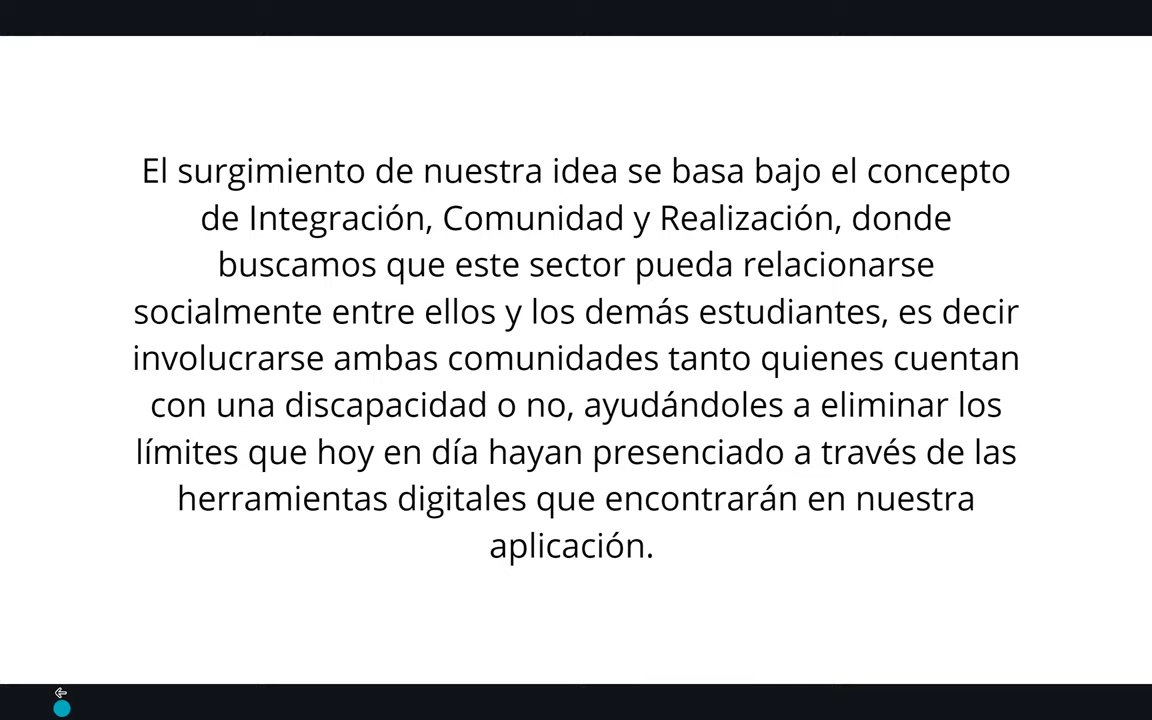 El surgimiento de nuestra idea se basa bajo el concepto
de Integración, Comunidad y Realización, donde
buscamos que este sector pueda relacionarse
socialmente entre ellos y los demás estudiantes, es decir
involucrarse ambas comunidades tanto quienes cuentan
con una discapacidad o no, ayudándoles a eliminar los
límites que hoy en día hayan presenciado a través de las
herramientas digitales que encontrarán en nuestra
aplicación.